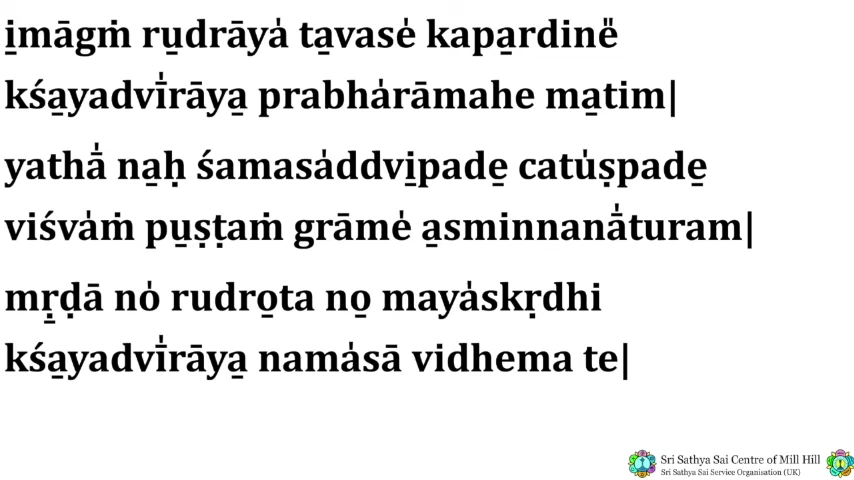 i̱māgṁ ru̱drāya̍ ta̱vase̍ kapa̱rdine̎
kśa̱yadvī̍rāya̱ prabha̍rāmahe ma̱tim|
yathā̍ na̱ḥ śamasa̍ddvi̱pade̱ catu̍ṣpade̱
viśva̍ṁ pu̱ṣṭaṁ grāme̍ a̱sminnanā̍turam|
mṛ̱ḍā no̍ rudro̱ta no̱ maya̍skṛdhi
kśa̱yadvī̍rāya̱ nama̍sā vidhema te|
Sri Sathya Sai Centre of Mill Hill
Sri Sathya Sai Service Organisation (UK)